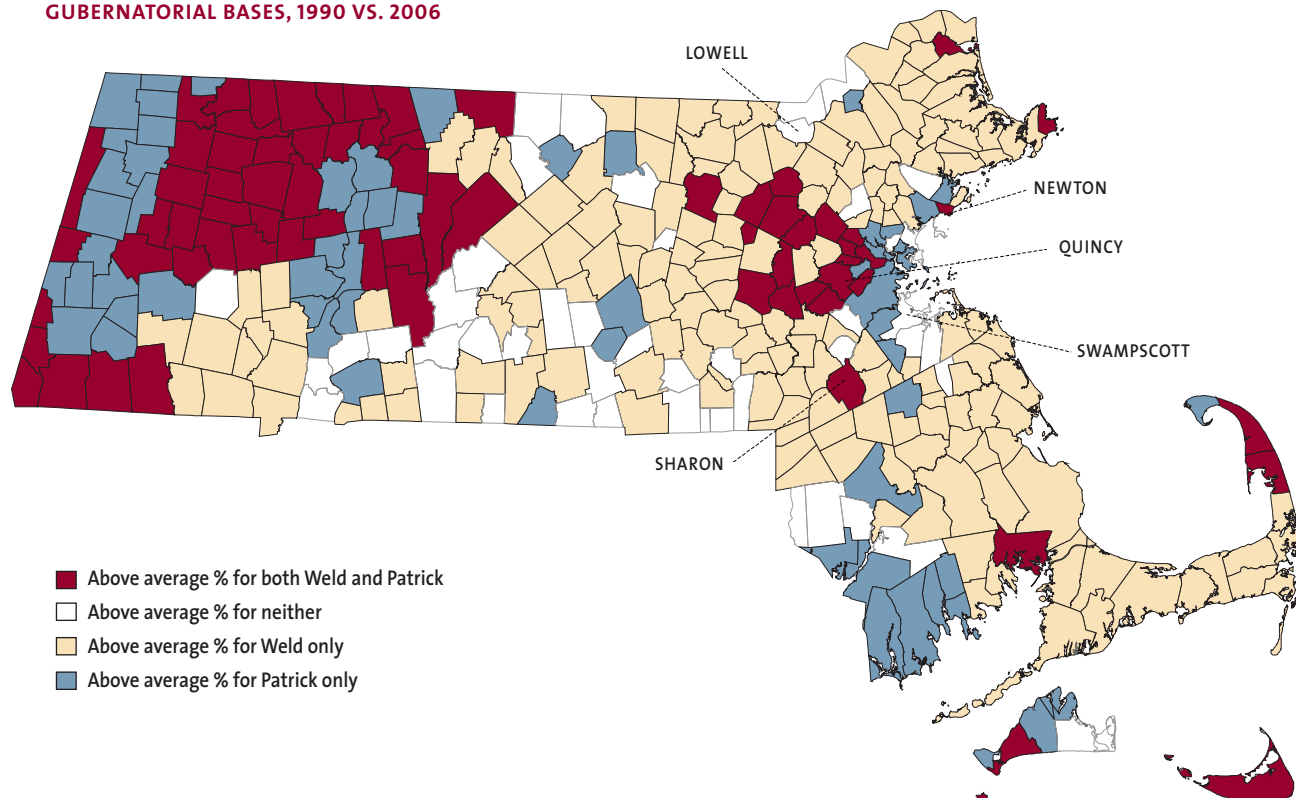 GUBERNATORIAL BASES, 1990 VS. 2006
LOWELL
NEWTON
QUINCY
SWAMPSCOTT
SHARON
Above average % for both Weld and Patrick
Above average % for neither
Above average % for Weld only
Above average % for Patrick only